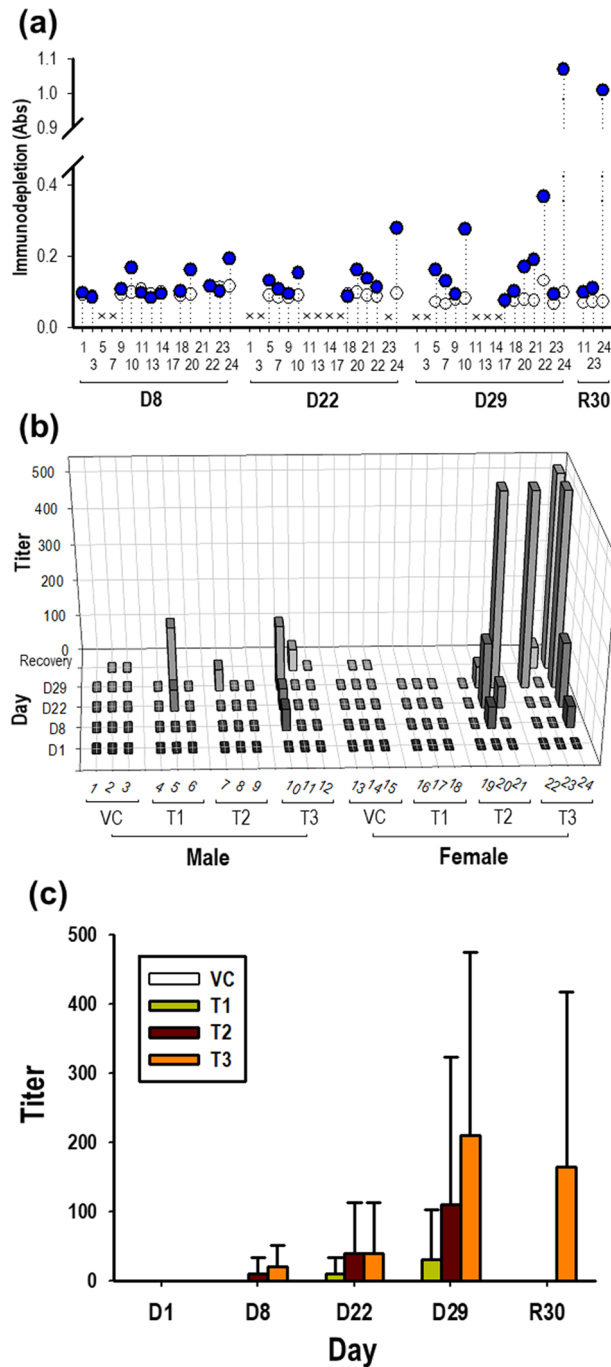 (a)
Immunodepletion (Abs)
1.1
1.0
0.9
0.4
0.2
0.0
1 5 9 11 14 18 21 23 1 5 9 11 14 18 21 23 1 5 9 11 14 18 21 23 11 24
3 7 10 13 17 20 22 24 3 7 10 13 17 20 22 24 3 7 10 13 17 20 22 24 23
D8 D22 D29 R30
(b)
Titer
500
400
300
200
100
0
Recovery
D29
D22
D8
D1
Day
1 2 3 4 5 6 7 8 9 10 11 12 13 14 15 16 17 18 19 20 21 22 23 24
VC T1 T2 T3 VC T1 T2 T3
Male Female
(c)
Titer
500
400
300
200
100
0
VC
T1
T2
T3
D1 D8 D22 D29 R30
Day